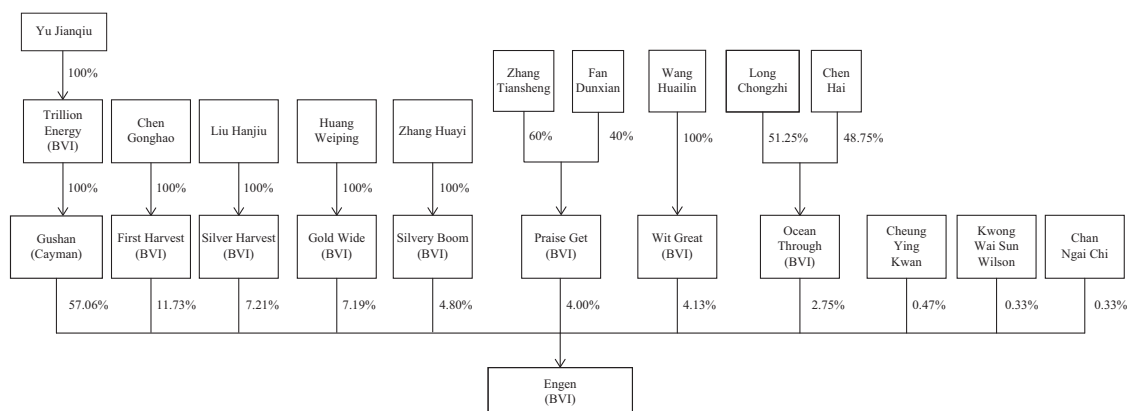 Yu Jianqiu
100%
Trillion
Energy
(BVI)
Chen
Gonghao
Liu Hanjiu
Huang
Weiping
Zhang Huayi
Zhang
Tiansheng
Fan
Dunxian
Wang
Huailin
Long
Chongzhi
Chen
Hai
60%
40%
100%
51.25%
48.75%
100%
100%
100%
100%
100%
Gushan
(Cayman)
First Harvest
(BVI)
Silver Harvest
(BVI)
Gold Wide
(BVI)
Silvery Boom
(BVI)
Praise Get
(BVI)
Wit Great
(BVI)
Ocean
Through
(BVI)
Cheung
Ying
Kwan
Kwong
Wai Sun
Wilson
Chan
Ngai Chi
57.06%
11.73%
7.21%
7.19%
4.80%
4.00%
4.13%
2.75%
0.47%
0.33%
0.33%
Engen
(BVI)